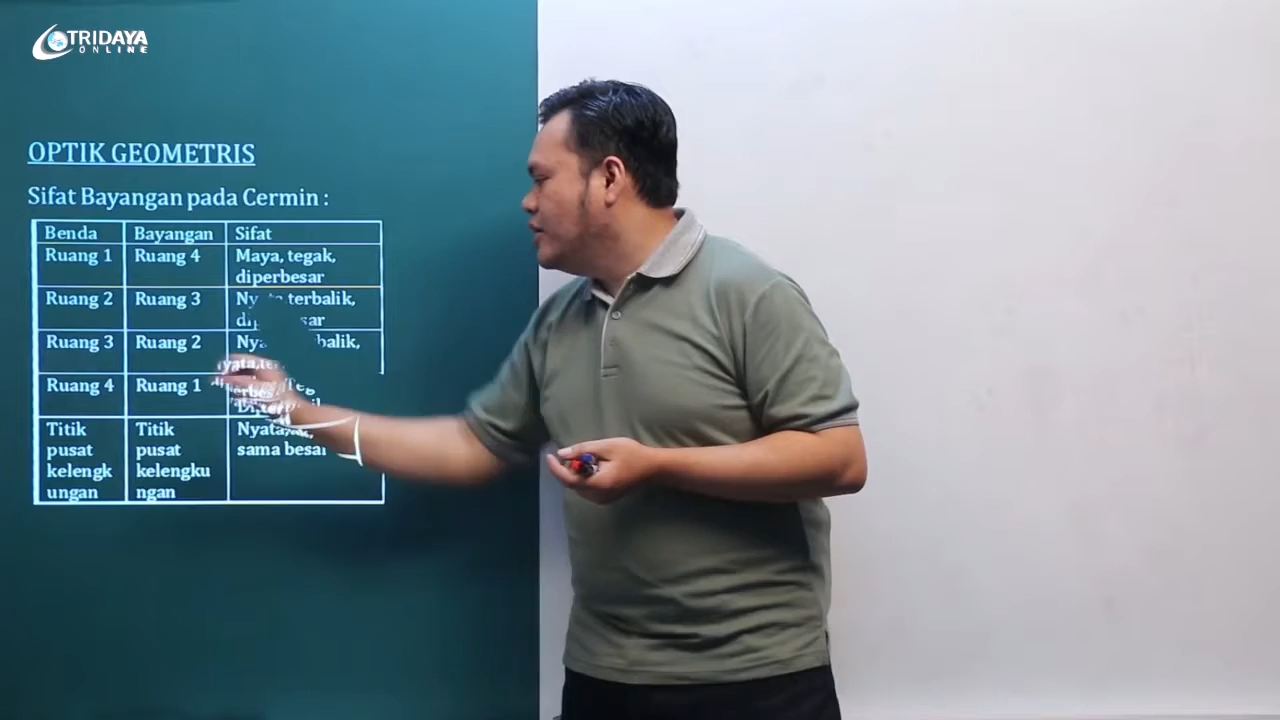 TRIDAYA
ONLINE
OPTIK GEOMETRIS
Sifat Bayangan pada Cermin :
Benda Bayangan Sifat
Ruang 1 Ruang 4 Maya, tegak,
diperbesar
Ruang 2 Ruang 3 terbalik,
Ruang 3 Ruang 2
Ruang 4 Ruang 1
Titik Titik
pusat pusat sama besar
kelengk kelengku
ungan ngan